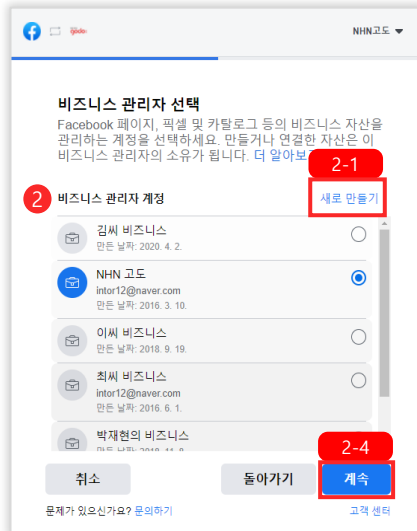 godo:
NHN고도
비즈니스 관리자 선택
Facebook 페이지, 픽셀 및 카탈로그 등의 비즈니스 자산을
관리하는 계정을 선택하세요. 만들거나 연결한 자산은 이
비즈니스 관리자의 소유가 됩니다. 더 알아보
2-1
2 비즈니스 관리자 계정 새로 만들기
김씨 비즈니스
만든 날짜: 2020. 4. 2.
NHN 고도
intor12@naver.com
만든 날짜: 2016. 3. 10.
이씨 비즈니스
만든 날짜: 2018. 9. 19.
최씨 비즈니스
intor12@naver.com
만든 날짜: 2016. 6. 1.
박재현의 비즈니스
만든 날짜: 2018. 11. 8.
2-4
취소 돌아가기 계속
문제가 있으신가요? 문의하기 고객 센터